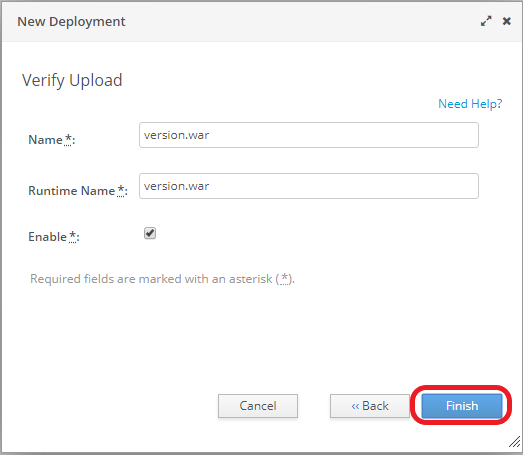 New Deployment
Verify Upload
Need Help?
Name *:
version.war
Runtime Name *:
version.war
Enable *:
Required fields are marked with an asterisk ( *).
Cancel
‹‹ Back
Finish